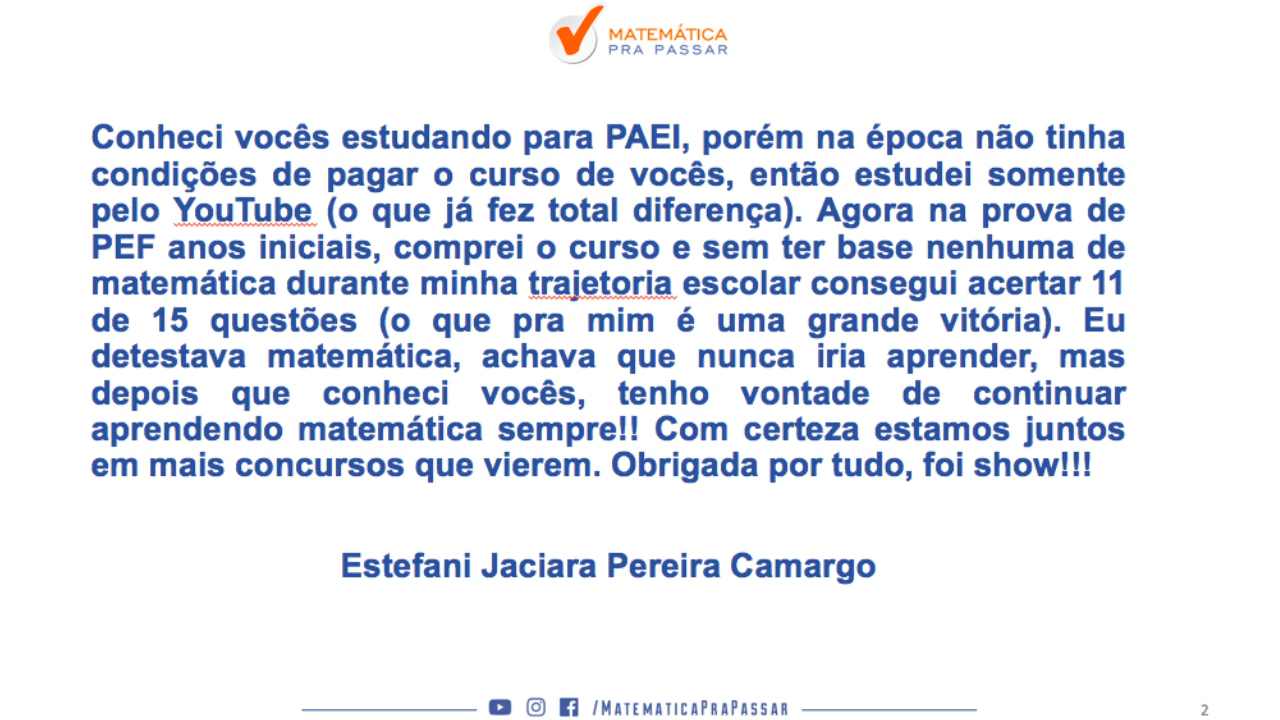 MATEMÁTICA
PRA PASSAR
Conheci vocês estudando para PAEI, porém na época não tinha
condições de pagar o curso de vocês, então estudei somente
pelo YouTube (o que já fez total diferença). Agora na prova de
PEF anos iniciais, comprei o curso e sem ter base nenhuma de
matemática durante minha trajetoria escolar consegui acertar 11
de 15 questões (o que pra mim é uma grande vitória). Eu
detestava matemática, achava que nunca iria aprender, mas
depois que conheci vocês, tenho vontade de continuar
aprendendo matemática sempre!! Com certeza estamos juntos
em mais concursos que vierem. Obrigada por tudo, foi show!!!
Estefani Jaciara Pereira Camargo
/MATEMATICAPRAPASSAR
2